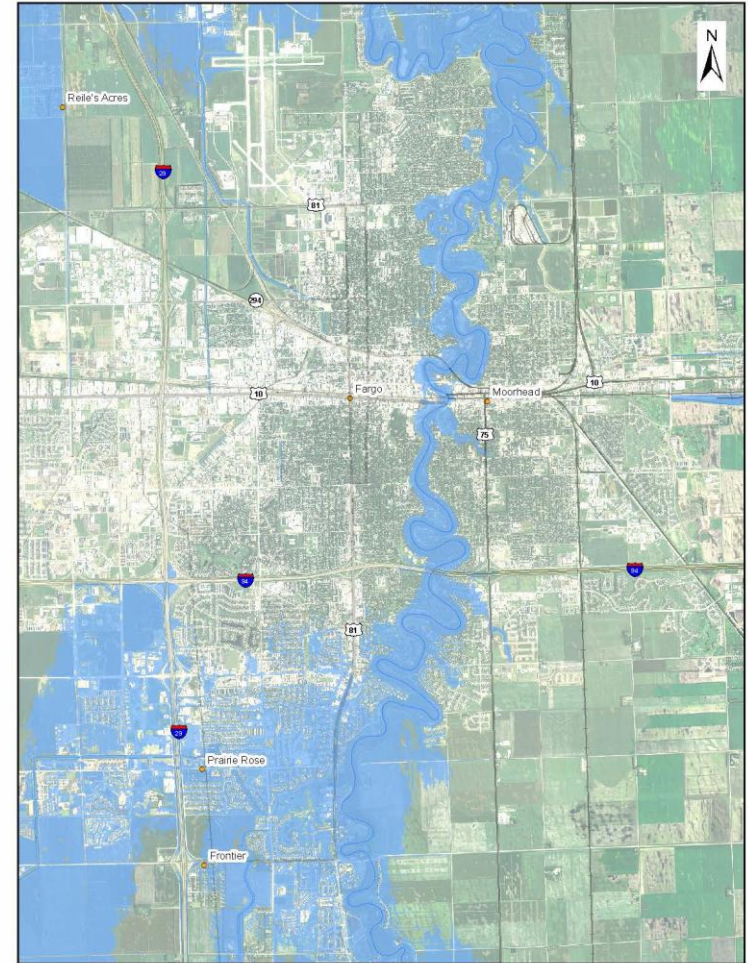 N
Reile's Acres
29
81
294
10
Fargo
10
Moorhead
75
94
94
81
29
Prairie Rose
Frontier